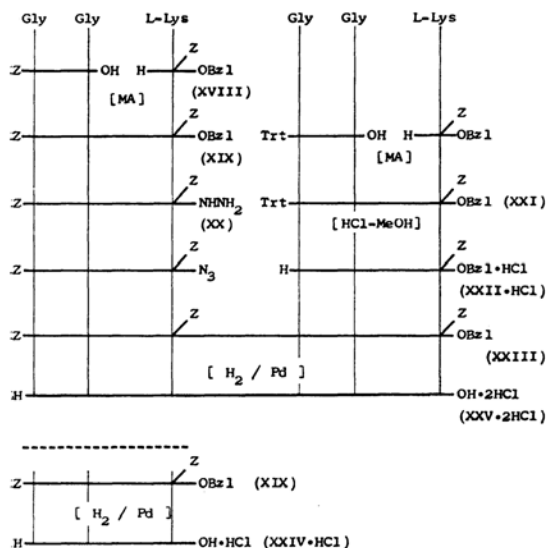 Gly Gly L-Lys Gly Gly L-Lys
Z
Z OH H OBzl
[MA] (XVIII)
Z Z
Z OBzl Trt OH H OBzl
(XIX) [MA]
Z Z
Z NHNH2 Trt OBzl (XXI)
(XX) [HCl-MeOH]
Z Z
Z N3 H OBzl·HCl
(XXII·HCl)
Z Z
Z OBzl
(XXIII)
[ H2 / Pd ]
H OH·2HCl
(XXV·2HCl)
Z
Z OBzl (XIX)
[ H2 / Pd ]
H OH·HCl (XXIV·HCl)